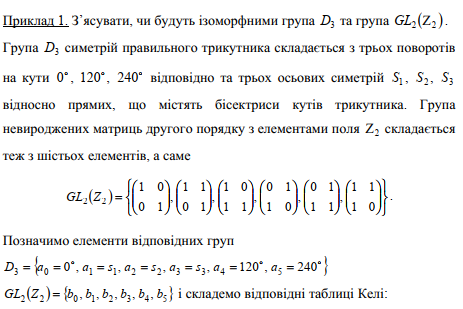 Приклад 1. З’ясувати, чи будуть ізоморфними група D₃ та група GL₂(Z₂).
Група D₃ симетрій правильного трикутника складається з трьох поворотів
на кути 0°, 120°, 240° відповідно та трьох осьових симетрій S₁, S₂, S₃
відносно прямих, що містять бісектриси кутів трикутника. Група
невироджених матриць другого порядку з елементами поля Z₂ складається
теж з шістьох елементів, а саме
GL₂(Z₂)={(1 0; 0 1),(1 1; 0 1),(1 0; 1 1),(0 1; 1 0),(0 1; 1 1),(1 1; 1 0)}.
Позначимо елементи відповідних груп
D₃ = {a₀ = 0°, a₁ = s₁, a₂ = s₂, a₃ = s₃, a₄ = 120°, a₅ = 240°}
GL₂(Z₂)={b₀, b₁, b₂, b₃, b₄, b₅} і складемо відповідні таблиці Келі: